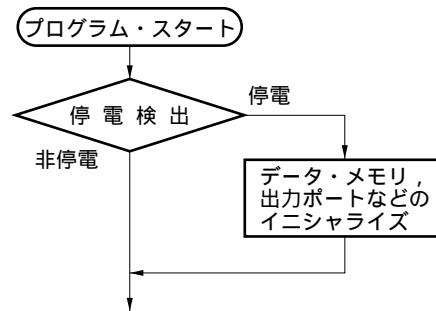 プログラム・スタート
停電検出
停電
非停電
データ・メモリ，
出力ポートなどの
イニシャライズ